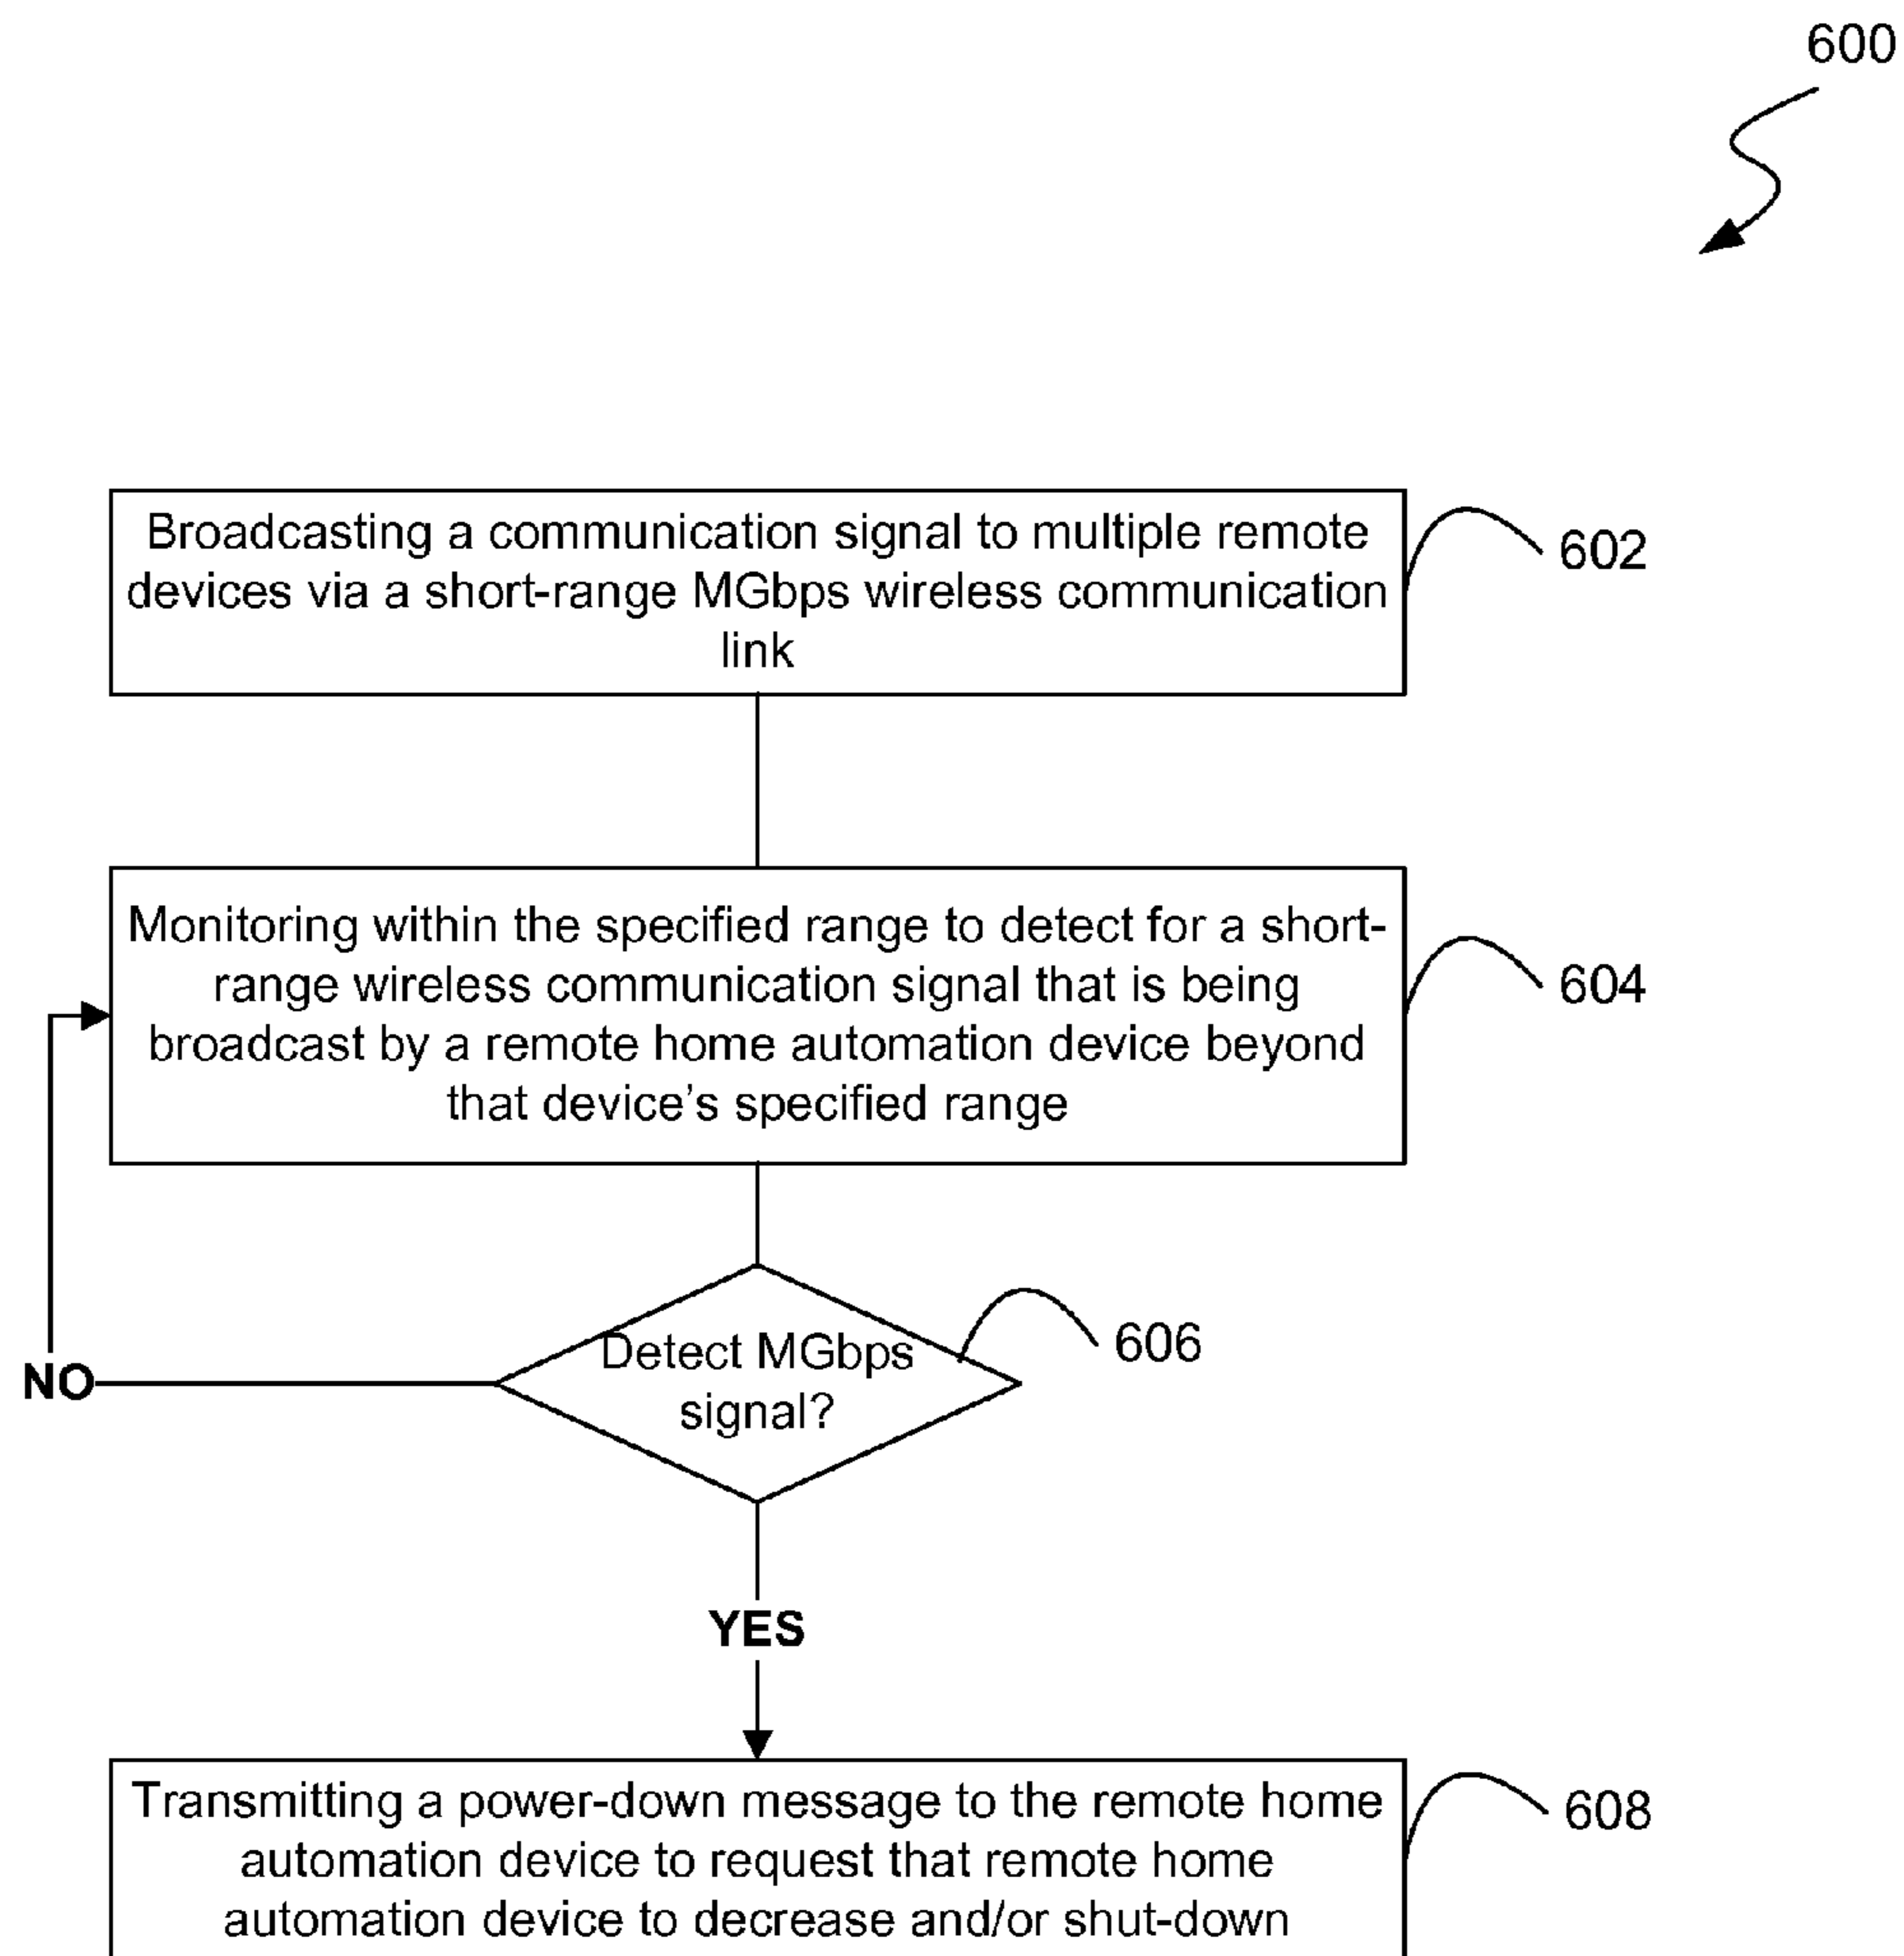 600
Broadcasting a communication signal to multiple remote
devices via a short-range MGbps wireless communication
link
602
Monitoring within the specified range to detect for a short-
range wireless communication signal that is being
broadcast by a remote home automation device beyond
that device's specified range
604
Detect MGbps
signal?
606
NO
YES
Transmitting a power-down message to the remote home
automation device to request that remote home
automation device to decrease and/or shut-down
608